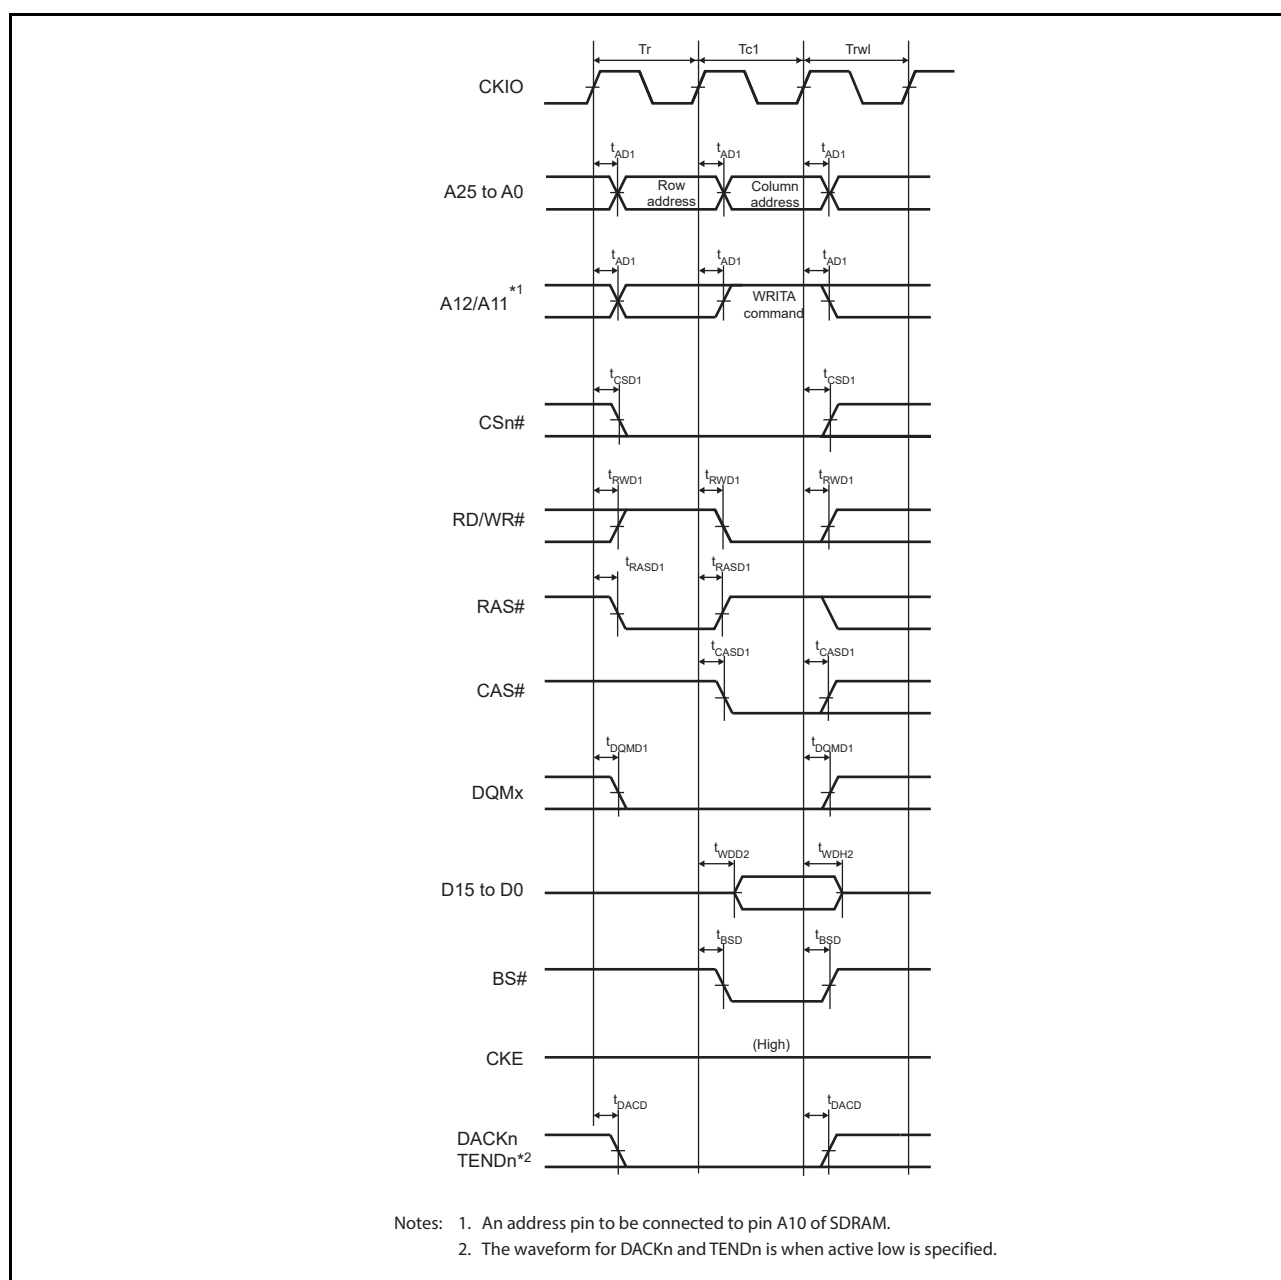 Tr Tc1 Trwl
CKIO
tAD1 tAD1 tAD1
A25 to A0
Row address
Column address
tAD1 tAD1 tAD1
A12/A11*1
WRITA command
tCSD1 tCSD1
CSn#
tRWD1 tRWD1 tRWD1
RD/WR#
tRASD1 tRASD1
RAS#
tCASD1 tCASD1
CAS#
tDQMD1 tDQMD1
DQMx
tWDD2 tWDH2
D15 to D0
tBSD tBSD
BS#
(High)
CKE
tDACD tDACD
DACKn
TENDn*2
Notes: 1. An address pin to be connected to pin A10 of SDRAM.
2. The waveform for DACKn and TENDn is when active low is specified.